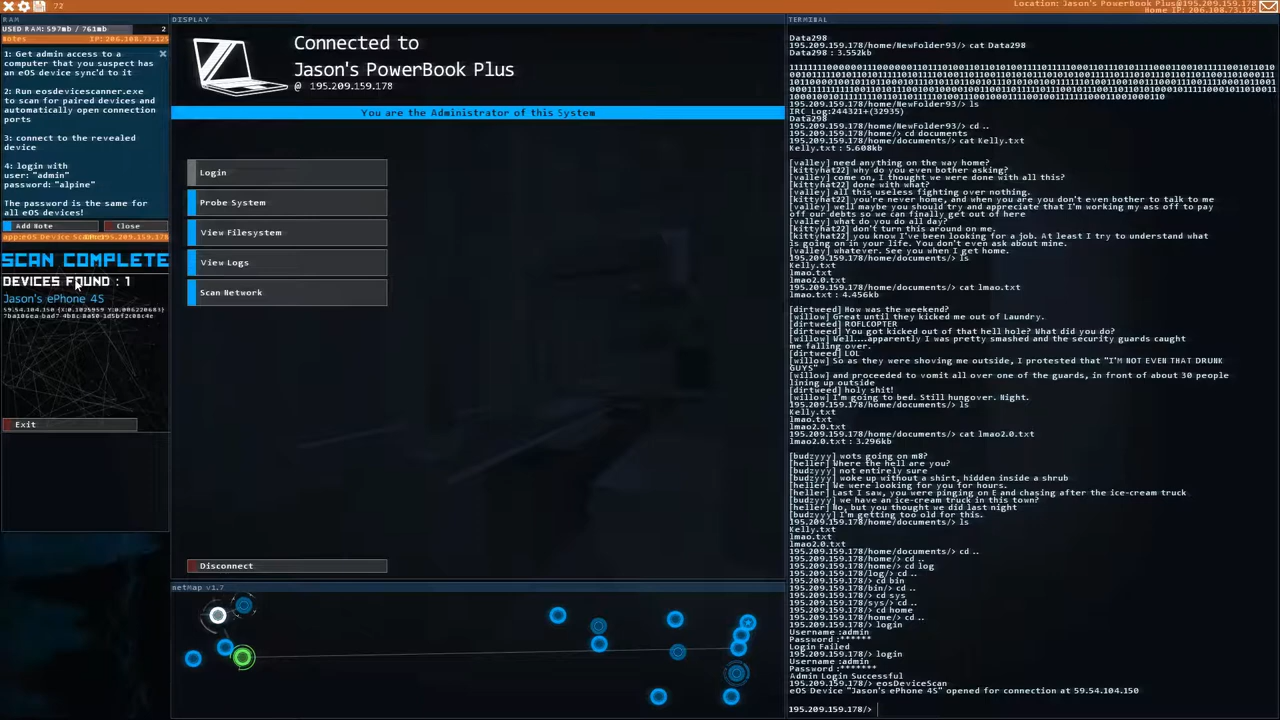 72
Location: Jason's PowerBook Plus@195.209.159.178
Home IP: 206.108.73.125
RAM
USED RAM: 597mb / 761mb
2
notes
IP: 206.108.73.125
1: Get admin access to a
computer that you suspect has
an eOS device sync'd to it
2: Run eosdevicescanner.exe
to scan for paired devices and
automatically open connection
ports
3: connect to the revealed
device
4: login with
user: "admin"
password: "alpine"
The password is the same for
all eOS devices!
Add Note
Close
app:eOS Device Scan
195.209.159.178
SCAN COMPLETE
DEVICES FOUND : 1
Jason's ePhone 4S
59.54.104.150
Exit
DISPLAY
Connected to
Jason's PowerBook Plus
@ 195.209.159.178
You are the Administrator of this System
Login
Probe System
View Filesystem
View Logs
Scan Network
Disconnect
netMap v1.7
TERMINAL
Data298
195.209.159.178/home/NewFolder93/> cat Data298
Data298 : 3.552kb
195.209.159.178/home/NewFolder93/> ls
IRC_Log:244321+(32935)
Data298
195.209.159.178/home/NewFolder93/> cd ..
195.209.159.178/home/> cd documents
195.209.159.178/home/documents/> cat Kelly.txt
Kelly.txt : 5.608kb
[valley] need anything on the way home?
[kittyhat22] why do you even bother asking?
[valley] come on, I thought we were done with all this?
[kittyhat22] done with what?
[valley] all this useless fighting over nothing.
[kittyhat22] you're never home, and when you are you don't even bother to talk to me
[valley] well maybe you should try and appreciate that I'm working my ass off to pay
off our debts so we can finally get out of here
[valley] what do you do all day?
[kittyhat22] don't turn this around on me.
[kittyhat22] you know I've been looking for a job. At least I try to understand what
is going on in your life. You don't even ask about mine.
[valley] whatever. See you when I get home.
195.209.159.178/home/documents/> ls
Kelly.txt
lmao.txt
lmao2.0.txt
195.209.159.178/home/documents/> cat lmao.txt
lmao.txt : 4.456kb
[dirtweed] How was the weekend?
[willow] Great until they kicked me out of Laundry.
[dirtweed] ROFLCOPTER
[dirtweed] You got kicked out of that hell hole? What did you do?
[willow] Well....apparently I was pretty smashed and the security guards caught
me falling over.
[dirtweed] LOL
[willow] So as they were shoving me outside, I protested that "I'M NOT EVEN THAT DRUNK
GUYS"
[willow] and proceeded to vomit all over one of the guards, in front of about 30 people
lining up outside
[dirtweed] holy shit!
[willow] I'm going to bed. Still hungover. Night.
195.209.159.178/home/documents/> ls
Kelly.txt
lmao.txt
lmao2.0.txt
195.209.159.178/home/documents/> cat lmao2.0.txt
lmao2.0.txt : 3.296kb
[budzyyy] wots going on m8?
[heller] Where the hell are you?
[budzyyy] not entirely sure
[budzyyy] woke up without a shirt, hidden inside a shrub
[heller] We were looking for you for hours.
[heller] Last I saw, you were pinging on E and chasing after the ice-cream truck
[budzyyy] we have an ice-cream truck in this town?
[heller] No, but you thought we did last night
[budzyyy] I'm getting too old for this.
195.209.159.178/home/documents/> ls
Kelly.txt
lmao.txt
lmao2.0.txt
195.209.159.178/home/documents/> cd ..
195.209.159.178/home/> cd ..
195.209.159.178/> cd log
195.209.159.178/log/> cd ..
195.209.159.178/> cd bin
195.209.159.178/bin/> cd ..
195.209.159.178/> cd sys
195.209.159.178/sys/> cd ..
195.209.159.178/> cd home
195.209.159.178/home/> cd ..
195.209.159.178/> login
Username :admin
Password :******
Login Failed
195.209.159.178/> login
Username :admin
Password :*******
Admin Login Successful
195.209.159.178/> eosDeviceScan
eOS Device "Jason's ePhone 4S" opened for connection at 59.54.104.150
195.209.159.178/>